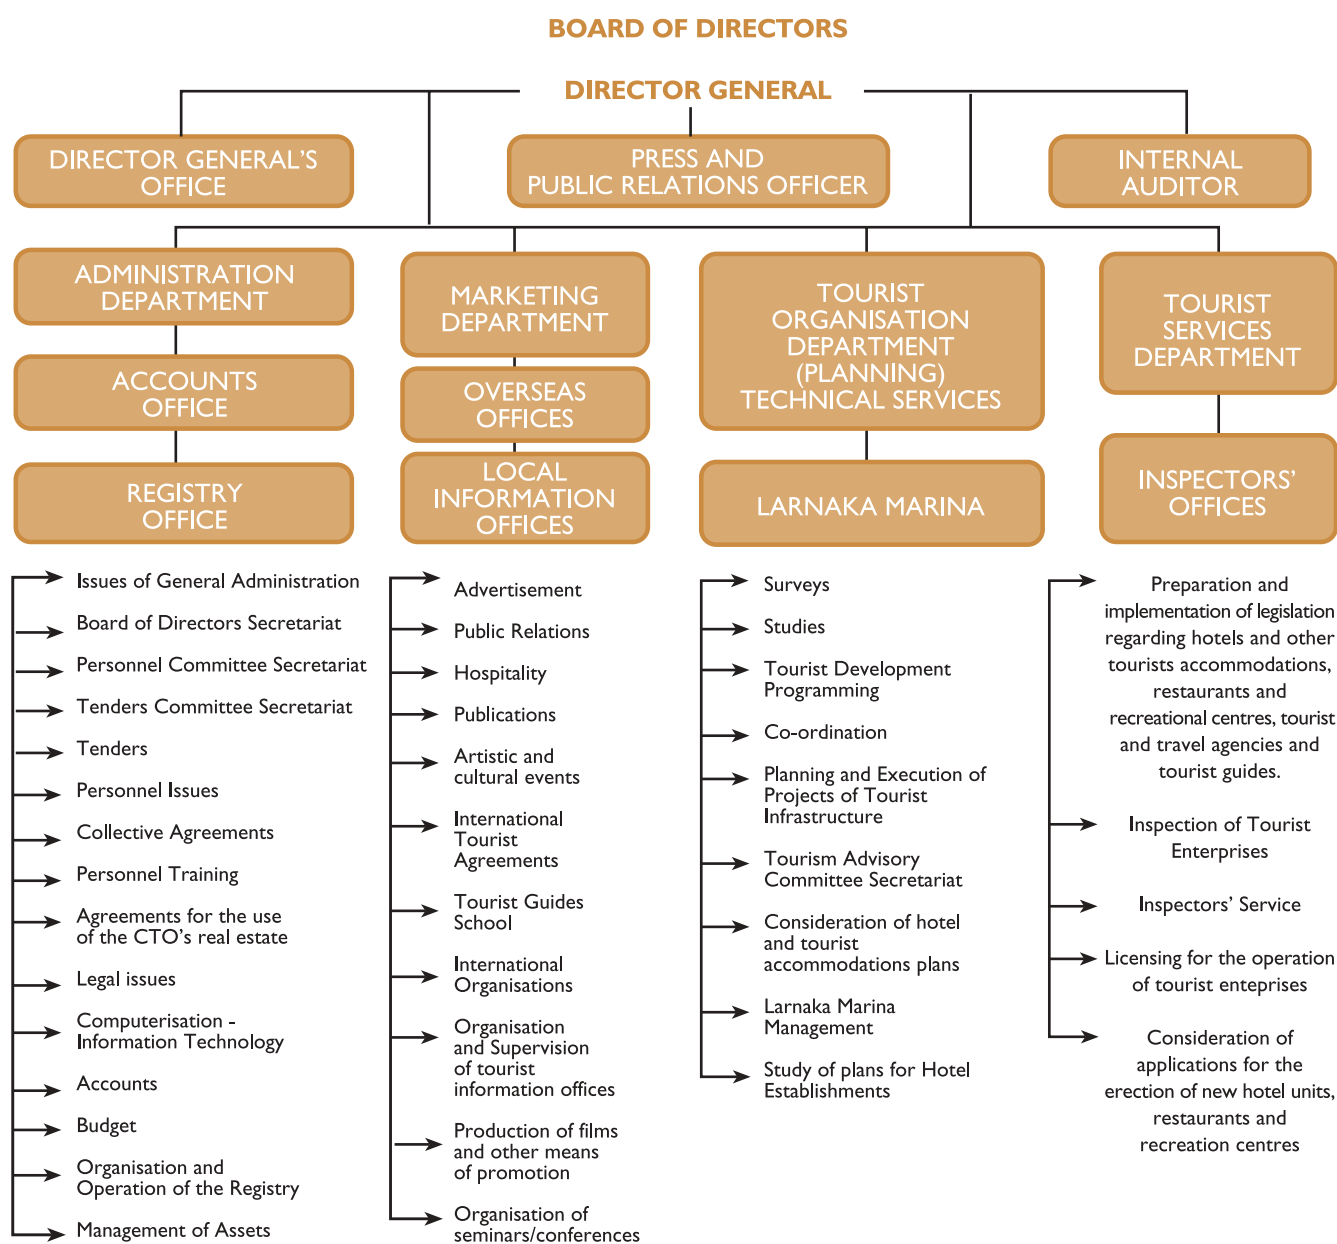 BOARD OF DIRECTORS
DIRECTOR GENERAL
DIRECTOR GENERAL'S
OFFICE
PRESS AND
PUBLIC RELATIONS OFFICER
INTERNAL
AUDITOR
ADMINISTRATION
DEPARTMENT
ACCOUNTS
OFFICE
REGISTRY
OFFICE
MARKETING
DEPARTMENT
OVERSEAS
OFFICES
LOCAL
INFORMATION
OFFICES
TOURIST
ORGANISATION
DEPARTMENT
(PLANNING)
TECHNICAL SERVICES
LARNAKA MARINA
TOURIST
SERVICES
DEPARTMENT
INSPECTORS'
OFFICES
Issues of General Administration
Board of Directors Secretariat
Personnel Committee Secretariat
Tenders Committee Secretariat
Tenders
Personnel Issues
Collective Agreements
Personnel Training
Agreements for the use
of the CTO's real estate
Legal issues
Computerisation -
Information Technology
Accounts
Budget
Organisation and
Operation of the Registry
Management of Assets
Advertisement
Public Relations
Hospitality
Publications
Artistic and
cultural events
International
Tourist
Agreements
Tourist Guides
School
International
Organisations
Organisation
and Supervision
of tourist
information offices
Production of films
and other means
of promotion
Organisation of
seminars/conferences
Surveys
Studies
Tourist Development
Programming
Co-ordination
Planning and Execution of
Projects of Tourist
Infrastructure
Tourism Advisory
Committee Secretariat
Consideration of hotel
and tourist
accommodations plans
Larnaka Marina
Management
Study of plans for Hotel
Establishments
Preparation and
implementation of legislation
regarding hotels and other
tourists accommodations,
restaurants and
recreational centres, tourist
and travel agencies and
tourist guides.
Inspection of Tourist
Enterprises
Inspectors' Service
Licensing for the operation
of tourist enteprises
Consideration of
applications for the
erection of new hotel units,
restaurants and
recreation centres